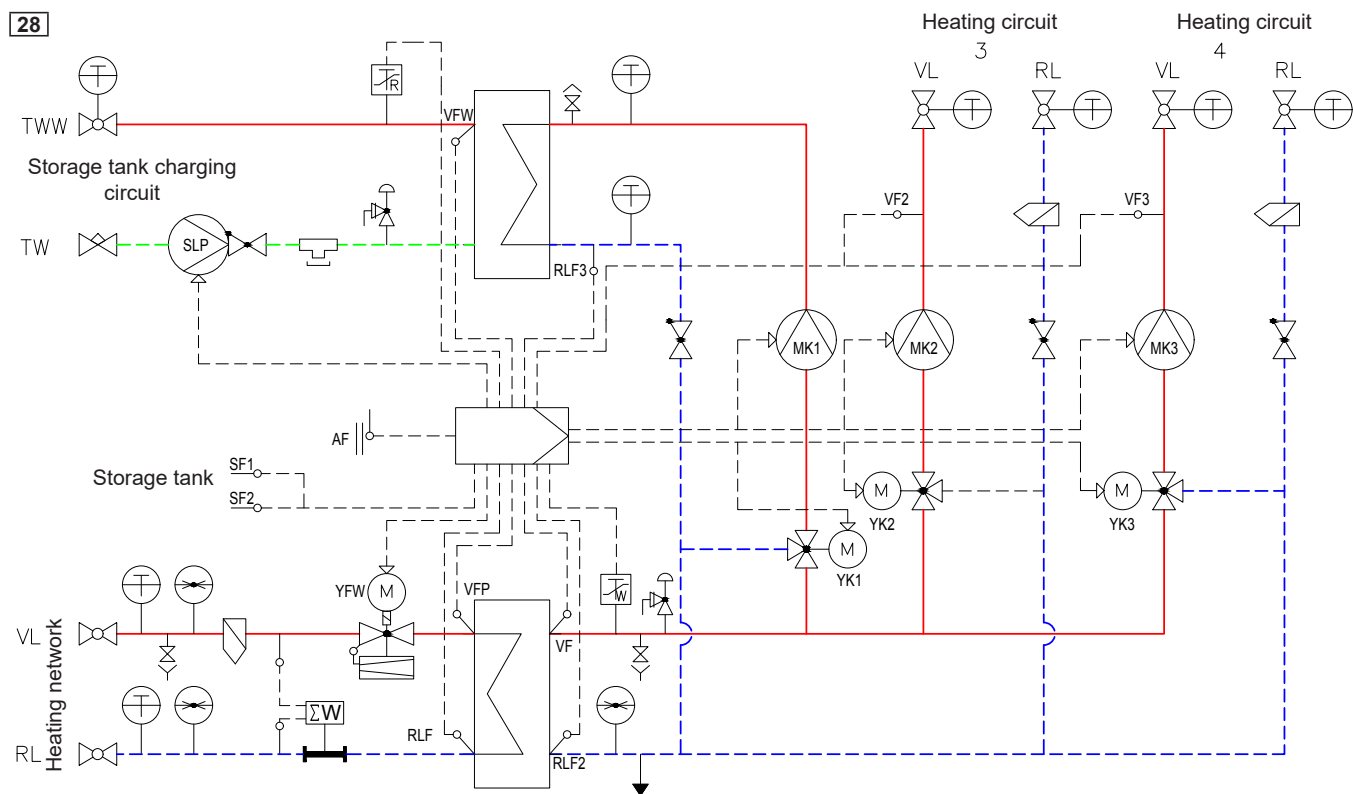 28
Heating circuit
3
Heating circuit
4
VL
RL
VL
RL
T
T
T
T
T
T
T
R
TWW
VFW
Storage tank charging
circuit
VF2
VF3
TW
SLP
RLF3
MK1
MK2
MK3
AF
Storage tank
SF1
SF2
M
YK2
M
YK3
M
YK1
T
YFW
M
VFP
W
VL
VF
Heating network
T
ΣW
RL
RLF
RLF2